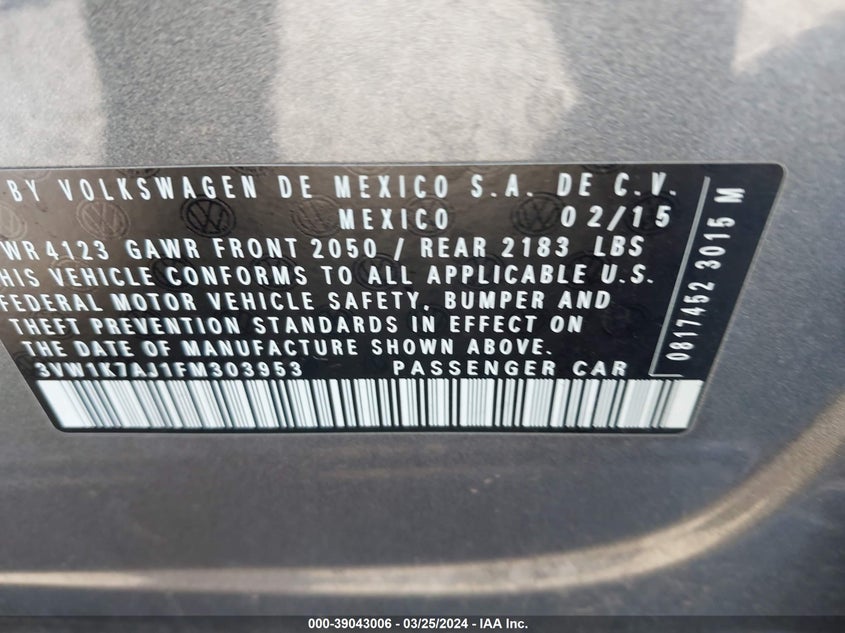 BY VOLKSWAGEN DE MEXICO S.A. DE C.V.
MEXICO 02/15
WR 4123 GAWR FRONT 2050 / REAR 2183 LBS
HIS VEHICLE CONFORMS TO ALL APPLICABLE U.S.
FEDERAL MOTOR VEHICLE SAFETY, BUMPER AND
THEFT PREVENTION STANDARDS IN EFFECT ON
THE DATE OF MANUFACTURE SHOWN ABOVE.
3VW1K7AJ1FM303953 PASSENGER CAR
0817452 3015 M
000-39043006 - 03/25/2024 - IAA Inc.